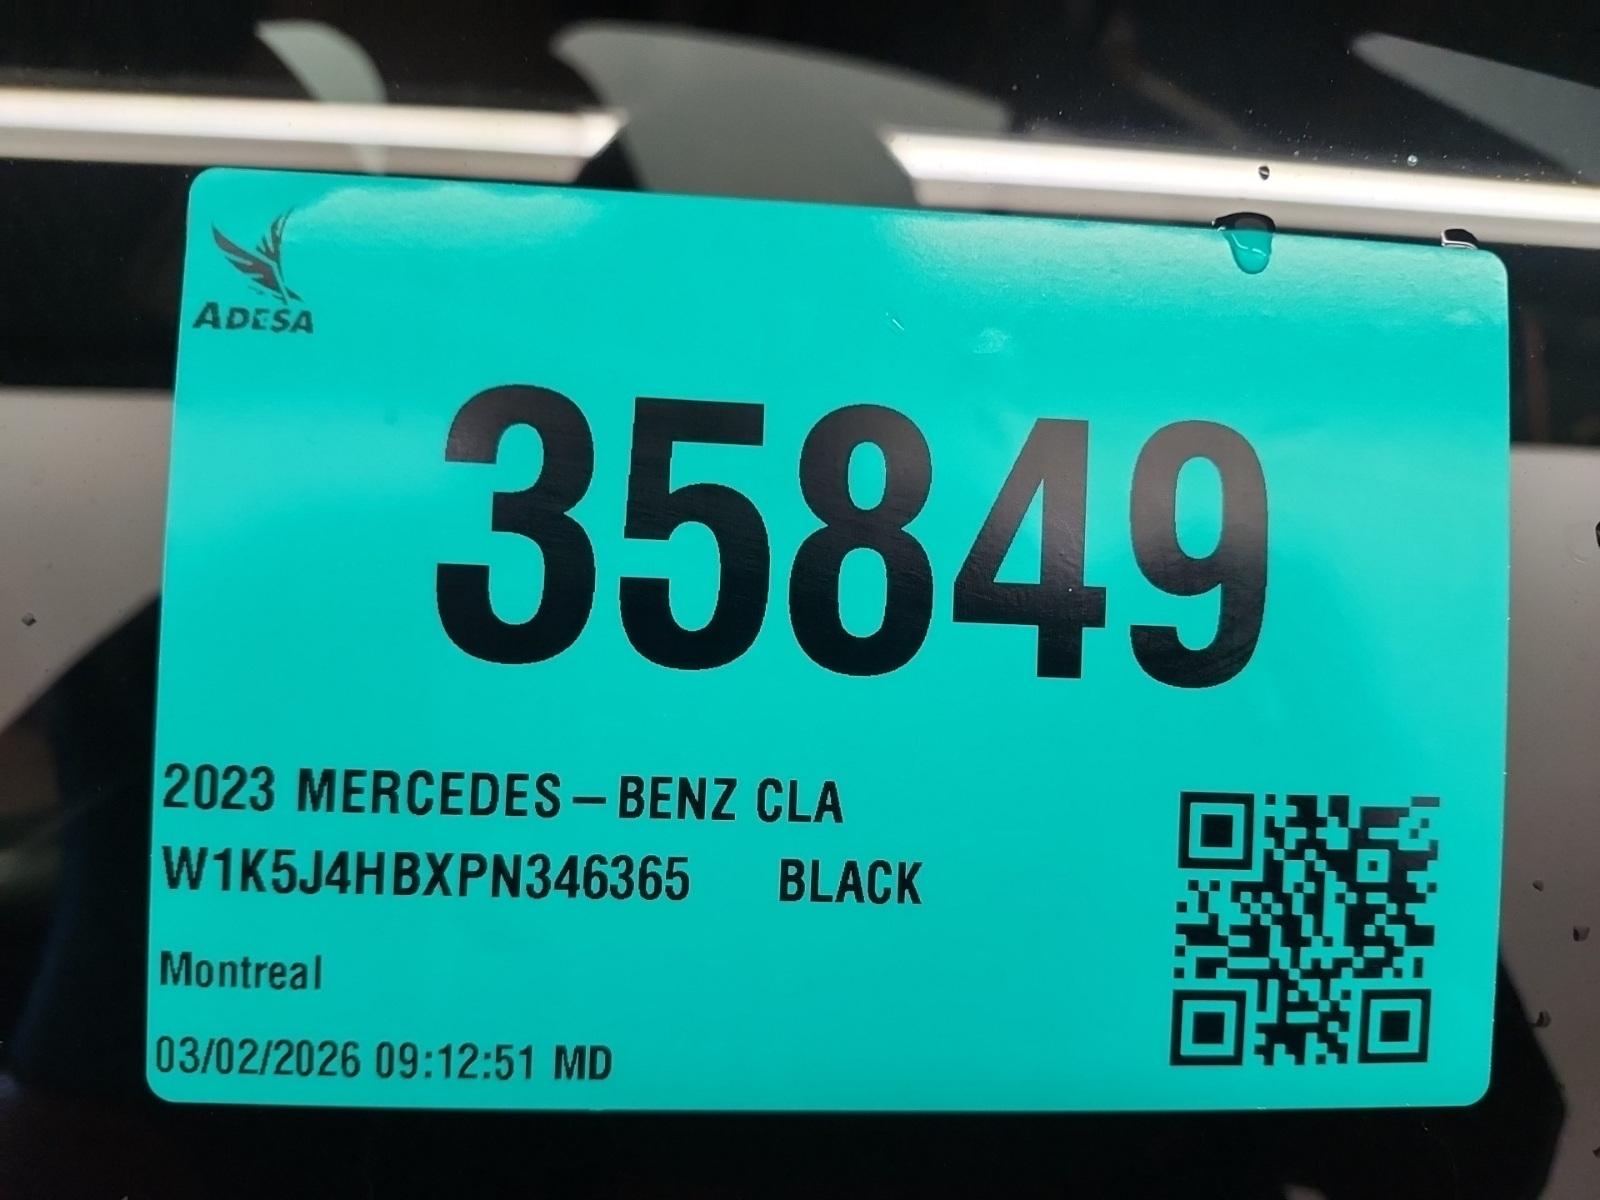 ADESA
35849
2023 MERCEDES-BENZ CLA
W1K5J4HBXPN346365 BLACK
Montreal
03/02/2026 09:12:51 MD